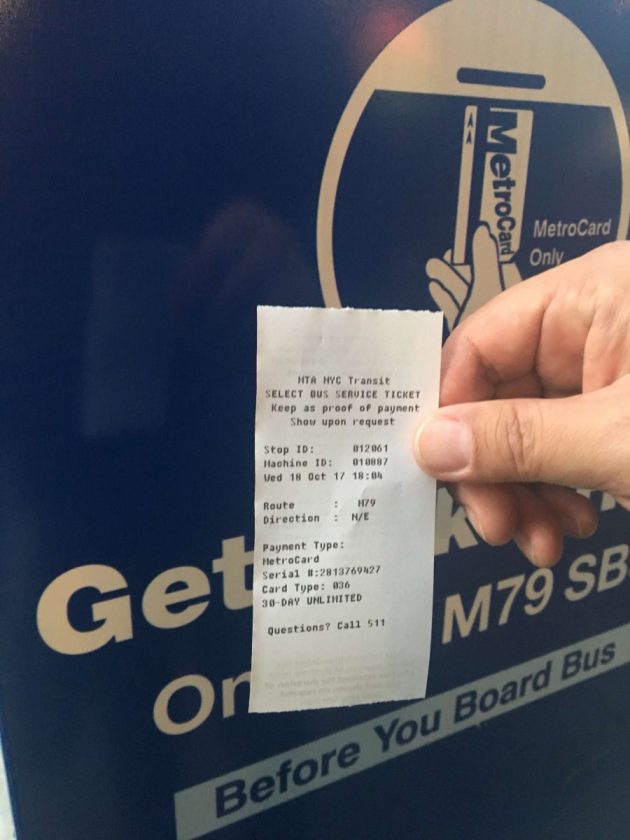 MetroCard
MetroCard
Only
MTA NYC Transit
SELECT BUS SERVICE TICKET
Keep as proof of payment
Show upon request
Stop ID: 012061
Machine ID: 010887
Wed 18 Oct 17 18:04
Route : M79
Direction : N/E
Payment Type:
MetroCard
Serial #:2813769427
Card Type: 036
30-DAY UNLIMITED
Questions? Call 511
Get
On M79 SB
Before You Board Bus